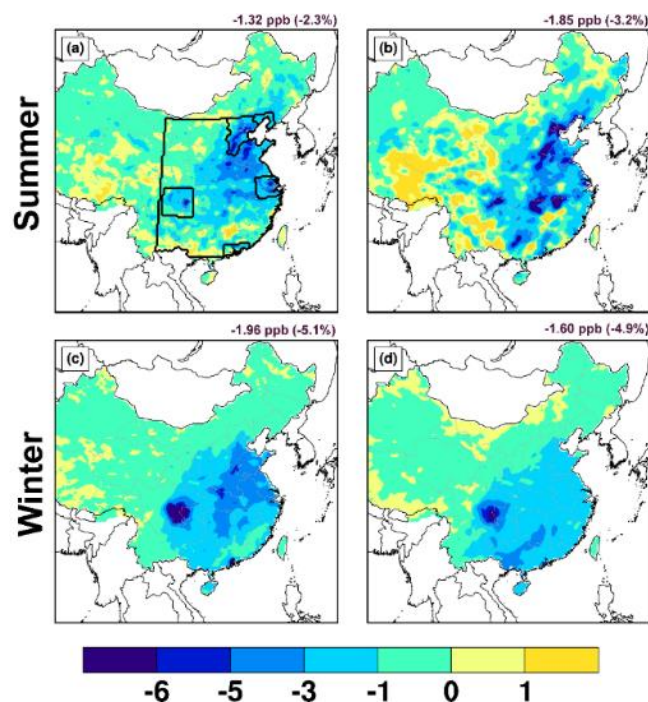 -1.32 ppb (-2.3%)
-1.85 ppb (-3.2%)
(a)
(b)
Summer
-1.96 ppb (-5.1%)
-1.60 ppb (-4.9%)
(c)
(d)
Winter
-6 -5 -3 -1 0 1